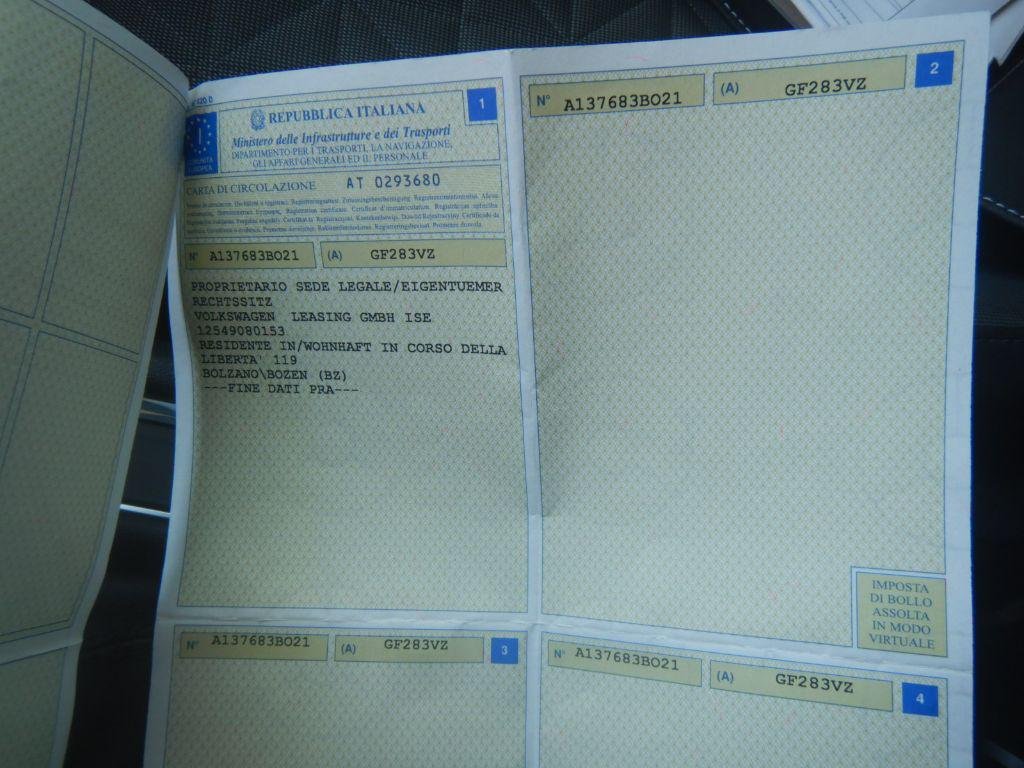 REPUBBLICA ITALIANA
Ministero delle Infrastrutture e dei Trasporti
DIPARTIMENTO PER I TRASPORTI, LA NAVIGAZIONE,
GLI AFFARI GENERALI ED IL PERSONALE
1
I
COMUNITÀ
EUROPEA
CARTA DI CIRCOLAZIONE AT 0293680
N° A137683BO21 (A) GF283VZ
PROPRIETARIO SEDE LEGALE/EIGENTUEMER
RECHTSSITZ
VOLKSWAGEN LEASING GMBH ISE
12549080153
RESIDENTE IN/WOHNHAFT IN CORSO DELLA
LIBERTA' 119
BOLZANO\BOZEN (BZ)
---FINE DATI PRA---
N° A137683BO21 (A) GF283VZ 2
IMPOSTA
DI BOLLO
ASSOLTA
IN MODO
VIRTUALE
N° A137683BO21 (A) GF283VZ 3
N° A137683BO21 (A) GF283VZ 4